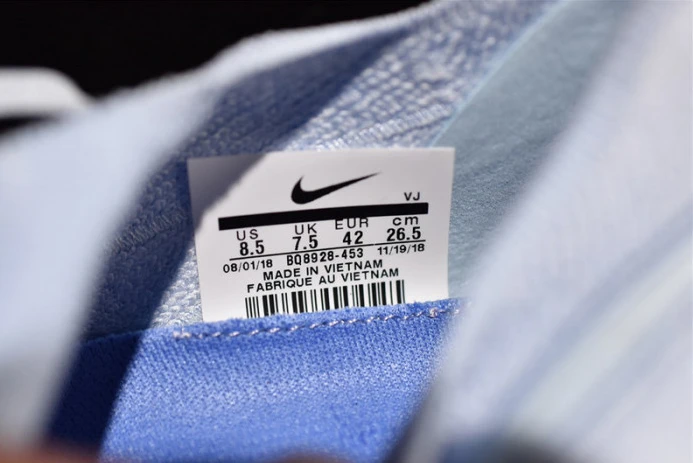 VJ
US UK EUR cm
8.5 7.5 42 26.5
08/01/18 BQ8928-453 11/19/18
MADE IN VIETNAM
FABRIQUE AU VIETNAM